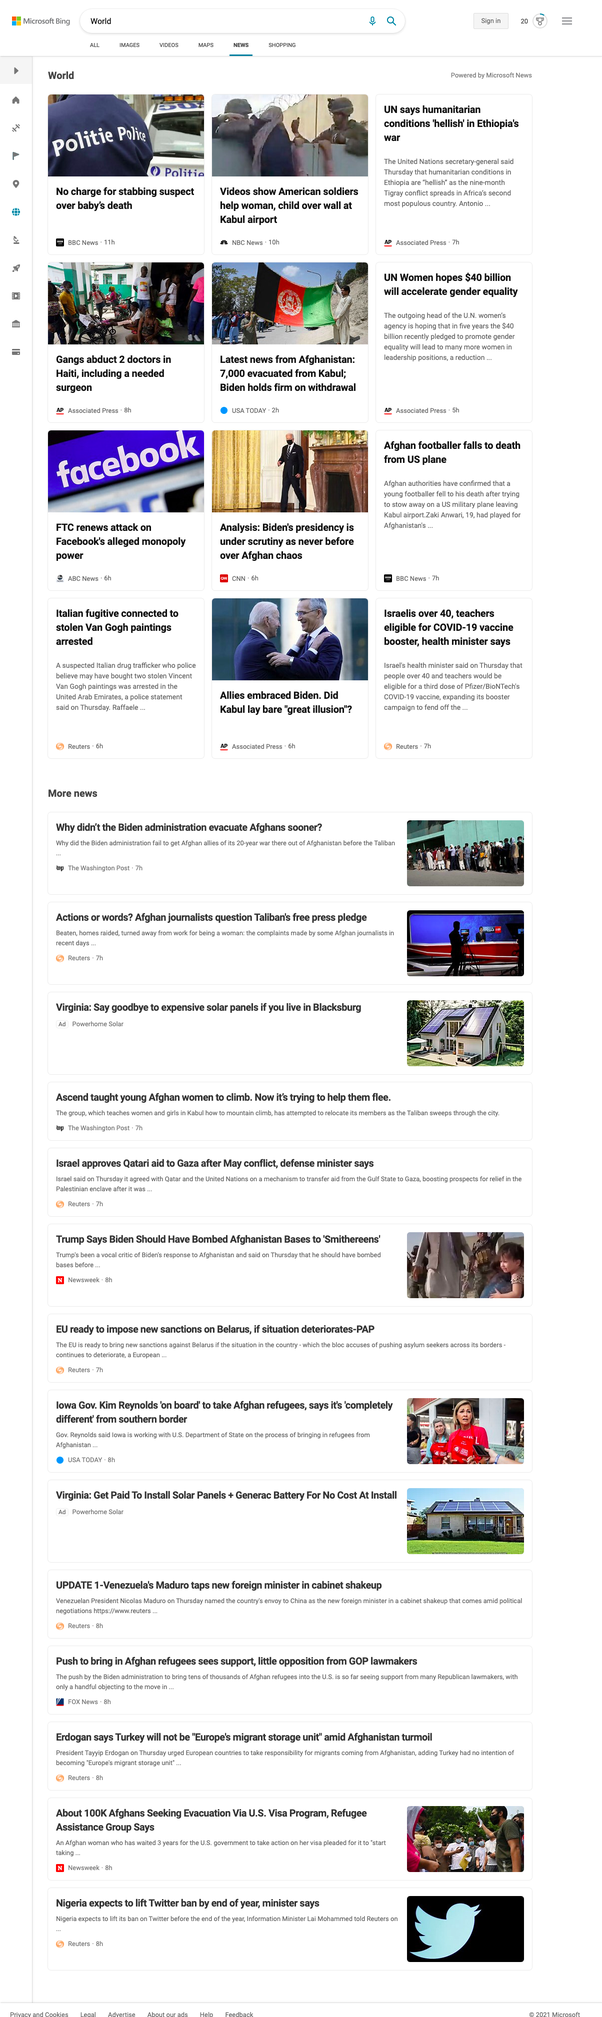 Microsoft Bing
World
Sign in
20
ALL
IMAGES
VIDEOS
MAPS
NEWS
SHOPPING
World
Powered by Microsoft News
Politie Police
Politie
No charge for stabbing suspect
over baby's death
BBC News · 11h
Videos show American soldiers
help woman, child over wall at
Kabul airport
NBC News · 10h
UN says humanitarian
conditions 'hellish' in Ethiopia's
war
The United Nations secretary-general said
Thursday that humanitarian conditions in
Ethiopia are "hellish" as the nine-month
Tigray conflict spreads in Africa's second
most populous country. Antonio ...
AP Associated Press · 7h
Gangs abduct 2 doctors in
Haiti, including a needed
surgeon
AP Associated Press · 8h
Latest news from Afghanistan:
7,000 evacuated from Kabul;
Biden holds firm on withdrawal
USA TODAY · 2h
UN Women hopes $40 billion
will accelerate gender equality
The outgoing head of the U.N. women's
agency is hoping that in five years the $40
billion recently pledged to promote gender
equality will lead to many more women in
leadership positions, a reduction ...
AP Associated Press · 5h
facebook
FTC renews attack on
Facebook's alleged monopoly
power
ABC News · 6h
Analysis: Biden's presidency is
under scrutiny as never before
over Afghan chaos
CNN · 6h
Afghan footballer falls to death
from US plane
Afghan authorities have confirmed that a
young footballer fell to his death after trying
to stow away on a US military plane leaving
Kabul airport.Zaki Anwari, 19, had played for
Afghanistan's ...
BBC News · 7h
Italian fugitive connected to
stolen Van Gogh paintings
arrested
A suspected Italian drug trafficker who police
believe may have bought two stolen Vincent
Van Gogh paintings was arrested in the
United Arab Emirates, a police statement
said on Thursday. Raffaele ...
Reuters · 6h
Allies embraced Biden. Did
Kabul lay bare "great illusion"?
AP Associated Press · 6h
Israelis over 40, teachers
eligible for COVID-19 vaccine
booster, health minister says
Israel's health minister said on Thursday that
people over 40 and teachers would be
eligible for a third dose of Pfizer/BioNTech's
COVID-19 vaccine, expanding its booster
campaign to fend off the ...
Reuters · 7h
More news
Why didn't the Biden administration evacuate Afghans sooner?
Why did the Biden administration fail to get Afghan allies of its 20-year war there out of Afghanistan before the Taliban
...
wp The Washington Post · 7h
Actions or words? Afghan journalists question Taliban's free press pledge
Beaten, homes raided, turned away from work for being a woman: the complaints made by some Afghan journalists in
recent days ...
Reuters · 7h
Virginia: Say goodbye to expensive solar panels if you live in Blacksburg
Ad Powerhome Solar
Ascend taught young Afghan women to climb. Now it's trying to help them flee.
The group, which teaches women and girls in Kabul how to mountain climb, has attempted to relocate its members as the Taliban sweeps through the city.
wp The Washington Post · 7h
Israel approves Qatari aid to Gaza after May conflict, defense minister says
Israel said on Thursday it agreed with Qatar and the United Nations on a mechanism to transfer aid from the Gulf State to Gaza, boosting prospects for relief in the
Palestinian enclave after it was ...
Reuters · 7h
Trump Says Biden Should Have Bombed Afghanistan Bases to 'Smithereens'
Trump's been a vocal critic of Biden's response to Afghanistan and said on Thursday that he should have bombed
bases before ...
N Newsweek · 8h
EU ready to impose new sanctions on Belarus, if situation deteriorates-PAP
The EU is ready to bring new sanctions against Belarus if the situation in the country - which the bloc accuses of pushing asylum seekers across its borders -
continues to deteriorate, a European ...
Reuters · 7h
Iowa Gov. Kim Reynolds 'on board' to take Afghan refugees, says it's 'completely
different' from southern border
Gov. Reynolds said Iowa is working with U.S. Department of State on the process of bringing in refugees from
Afghanistan ...
USA TODAY · 8h
Virginia: Get Paid To Install Solar Panels + Generac Battery For No Cost At Install
Ad Powerhome Solar
UPDATE 1-Venezuela's Maduro taps new foreign minister in cabinet shakeup
Venezuelan President Nicolas Maduro on Thursday named the country's envoy to China as the new foreign minister in a cabinet shakeup that comes amid political
negotiations https://www.reuters ...
Reuters · 8h
Push to bring in Afghan refugees sees support, little opposition from GOP lawmakers
The push by the Biden administration to bring tens of thousands of Afghan refugees into the U.S. is so far seeing support from many Republican lawmakers, with
only a handful objecting to the move in ...
FOX News · 8h
Erdogan says Turkey will not be "Europe's migrant storage unit" amid Afghanistan turmoil
President Tayyip Erdogan on Thursday urged European countries to take responsibility for migrants coming from Afghanistan, adding Turkey had no intention of
becoming "Europe's migrant storage unit" ...
Reuters · 8h
About 100K Afghans Seeking Evacuation Via U.S. Visa Program, Refugee
Assistance Group Says
An Afghan woman who has waited 3 years for the U.S. government to take action on her visa pleaded for it to "start
taking ...
N Newsweek · 8h
Nigeria expects to lift Twitter ban by end of year, minister says
Nigeria expects to lift its ban on Twitter before the end of the year, Information Minister Lai Mohammed told Reuters on
...
Reuters · 8h
Privacy and Cookies
Legal
Advertise
About our ads
Help
Feedback
© 2021 Microsoft